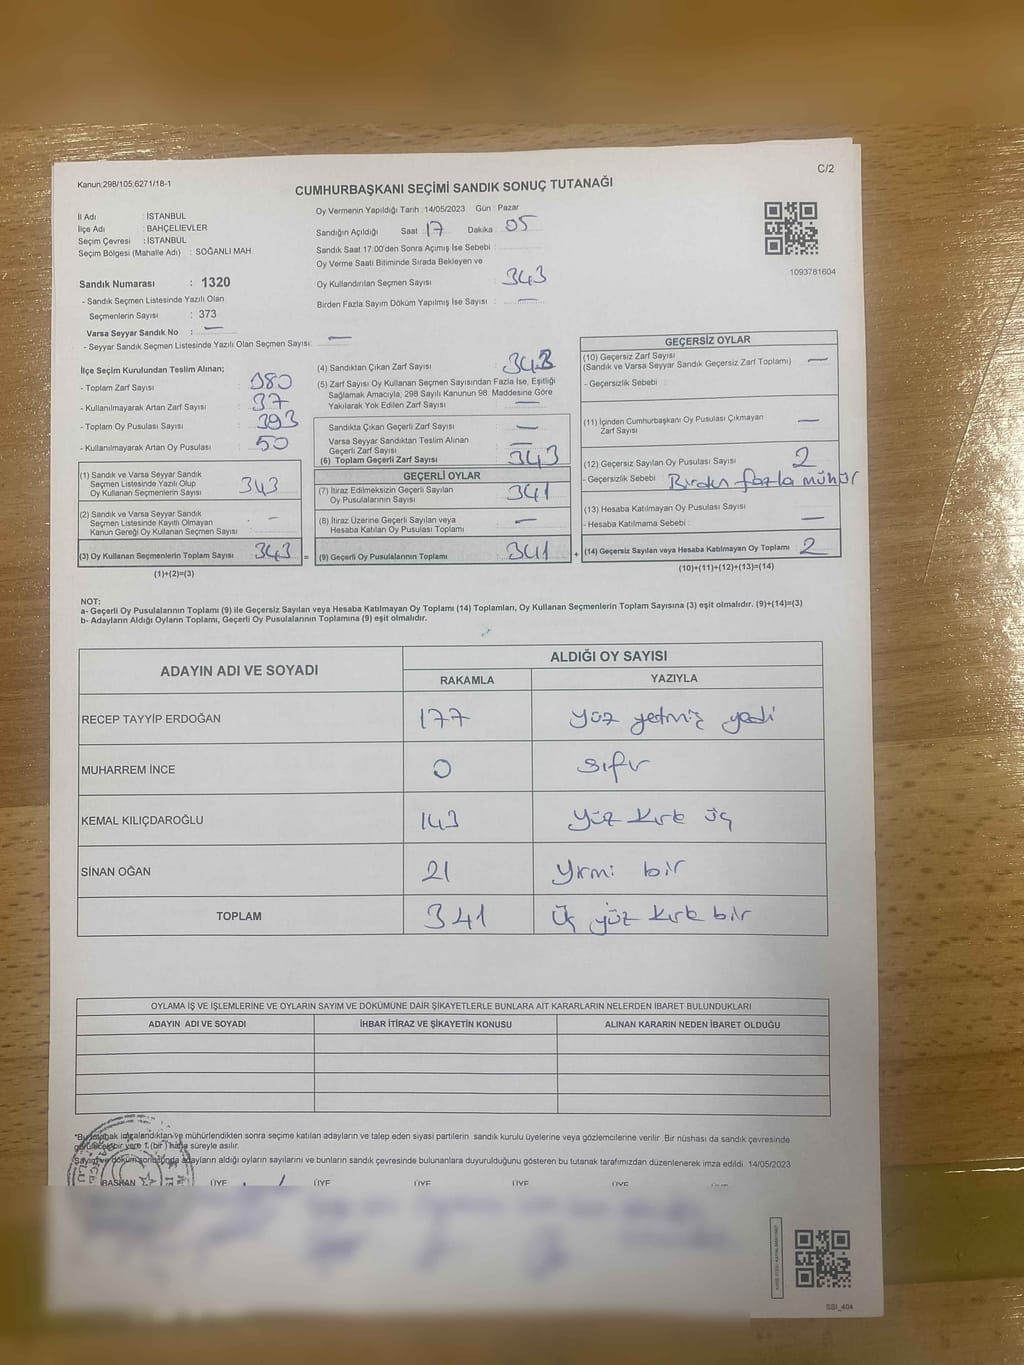 C/2
Kanun;298/105,6271/18-1
CUMHURBAŞKANI SEÇİMİ SANDIK SONUÇ TUTANAĞI
İl Adı : İSTANBUL
İlçe Adı : BAHÇELİEVLER
Seçim Çevresi : İSTANBUL
Seçim Bölgesi (Mahalle Adı) : SOĞANLI MAH.
Oy Vermenin Yapıldığı Tarih : 14/05/2023 Gün : Pazar
Sandığın Açıldığı Saat : 17 Dakika : 05
Sandık Saat 17:00'den Sonra Açımış İse Sebebi :
Oy Verme Saati Bitiminde Sırada Bekleyen ve
Oy Kullandırılan Seçmen Sayısı : 343
Birden Fazla Sayım Döküm Yapılmış İse Sayısı : —
1093781604
Sandık Numarası : 1320
- Sandık Seçmen Listesinde Yazılı Olan
Seçmenlerin Sayısı : 373
Varsa Seyyar Sandık No : —
- Seyyar Sandık Seçmen Listesinde Yazılı Olan Seçmen Sayısı: —
İlçe Seçim Kurulundan Teslim Alınan;
- Toplam Zarf Sayısı : 380
- Kullanılmayarak Artan Zarf Sayısı : 37
- Toplam Oy Pusulası Sayısı : 393
- Kullanılmayarak Artan Oy Pusulası : 50
(1) Sandık ve Varsa Seyyar Sandık
Seçmen Listesinde Yazılı Olup
Oy Kullanan Seçmenlerin Sayısı : 343
(2) Sandık ve Varsa Seyyar Sandık
Seçmen Listesinde Kayıtlı Olmayan
Kanun Gereği Oy Kullanan Seçmen Sayısı : —
(3) Oy Kullanan Seçmenlerin Toplam Sayısı : 343 =
(1)+(2)=(3)
(4) Sandıktan Çıkan Zarf Sayısı : 343
(5) Zarf Sayısı Oy Kullanan Seçmen Sayısından Fazla İse, Eşitliği
Sağlamak Amacıyla, 298 Sayılı Kanunun 98. Maddesine Göre
Yakılarak Yok Edilen Zarf Sayısı : —
Sandıkta Çıkan Geçerli Zarf Sayısı : —
Varsa Seyyar Sandıktan Teslim Alınan
Geçerli Zarf Sayısı : —
(6) Toplam Geçerli Zarf Sayısı : 343
GEÇERLİ OYLAR
(7) İtiraz Edilmeksizin Geçerli Sayılan
Oy Pusulalarının Sayısı : 341
(8) İtiraz Üzerine Geçerli Sayılan veya
Hesaba Katılan Oy Pusulası Toplamı : —
(9) Geçerli Oy Pusulalarının Toplamı : 341 +
GEÇERSİZ OYLAR
(10) Geçersiz Zarf Sayısı
(Sandık ve Varsa Seyyar Sandık Geçersiz Zarf Toplamı) : —
- Geçersizlik Sebebi :
(11) İçinden Cumhurbaşkanı Oy Pusulası Çıkmayan
Zarf Sayısı : —
(12) Geçersiz Sayılan Oy Pusulası Sayısı : 2
- Geçersizlik Sebebi : Birden fazla mühür
(13) Hesaba Katılmayan Oy Pusulası Sayısı
- Hesaba Katılmama Sebebi : —
(14) Geçersiz Sayılan veya Hesaba Katılmayan Oy Toplamı : 2
(10)+(11)+(12)+(13)=(14)
NOT:
a- Geçerli Oy Pusulalarının Toplamı (9) ile Geçersiz Sayılan veya Hesaba Katılmayan Oy Toplamı (14) Toplamları, Oy Kullanan Seçmenlerin Toplam Sayısına (3) eşit olmalıdır. (9)+(14)=(3)
b- Adayların Aldığı Oyların Toplamı, Geçerli Oy Pusulalarının Toplamına (9) eşit olmalıdır.
ADAYIN ADI VE SOYADI
ALDIĞI OY SAYISI
RAKAMLA YAZIYLA
RECEP TAYYİP ERDOĞAN 177 yüz yetmiş yedi
MUHARREM İNCE 0 sıfır
KEMAL KILIÇDAROĞLU 143 yüz kırk üç
SİNAN OĞAN 21 Yirmi bir
TOPLAM 341 Üç yüz kırk bir
OYLAMA İŞ VE İŞLEMLERİNE VE OYLARIN SAYIM VE DÖKÜMÜNE DAİR ŞİKAYETLERLE BUNLARA AİT KARARLARIN NELERDEN İBARET BULUNDUKLARI
ADAYIN ADI VE SOYADI İHBAR İTİRAZ VE ŞİKAYETİN KONUSU ALINAN KARARIN NEDEN İBARET OLDUĞU
imzalandıktan ve mühürlendikten sonra seçime katılan adayların ve talep eden siyasi partilerin sandık kurulu üyelerine veya gözlemcilerine verilir. Bir nüshası da sandık çevresinde
bir yere 1 (bir) hafta süreyle asılır.
Sayım ve döküm sonucunda adayların aldığı oyların sayılarını ve bunların sandık çevresinde bulunanlara duyurulduğunu gösteren bu tutanak tarafımızdan düzenlenerek imza edildi. 14/05/2023
BAŞKAN ÜYE ÜYE ÜYE ÜYE ÜYE
SSI_404